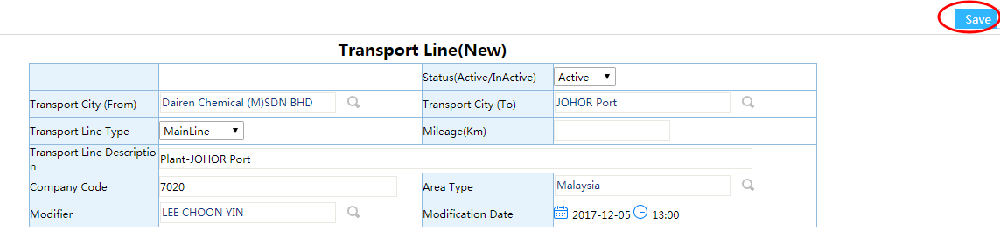 Save
Transport Line(New)
Status(Active/InActive) Active
Transport City (From) Dairen Chemical (M)SDN BHD Transport City (To) JOHOR Port
Transport Line Type MainLine Mileage(Km)
Transport Line Descriptio
n Plant-JOHOR Port
Company Code 7020 Area Type Malaysia
Modifier LEE CHOON YIN Modification Date 2017-12-05 13:00